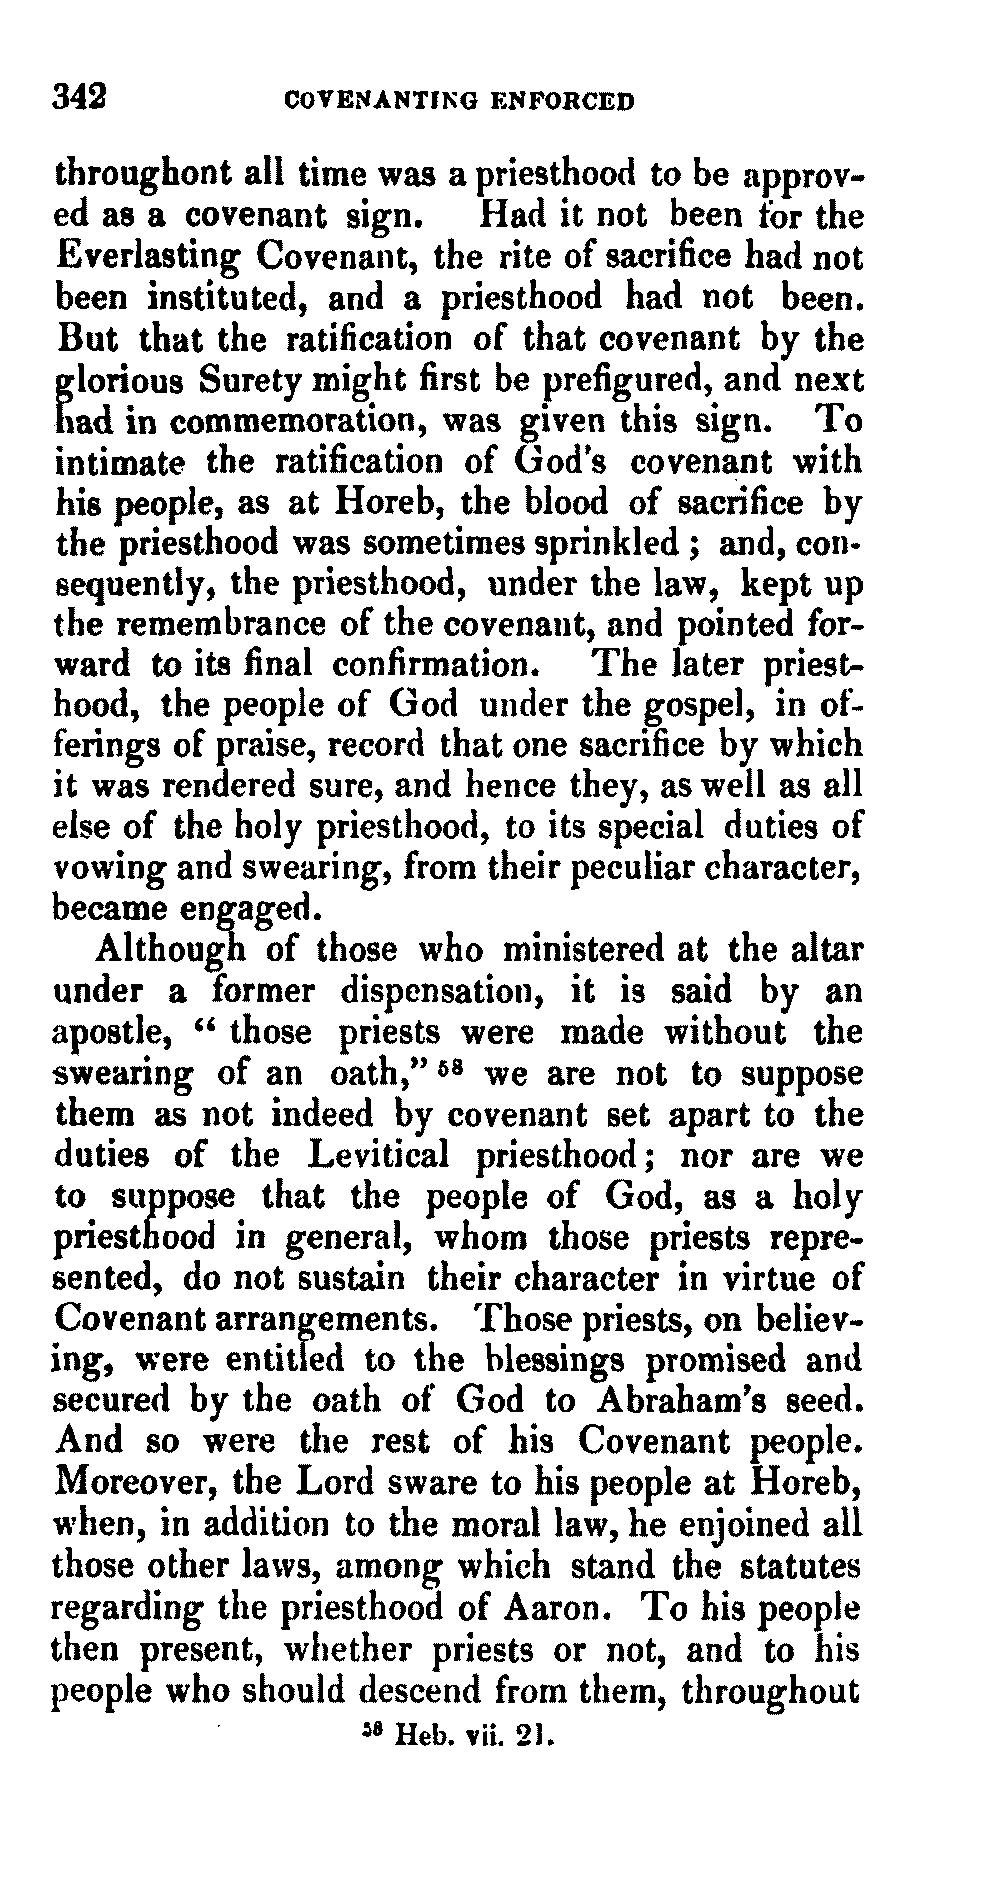 342 COVENANTING ENFORCED
throughont all time was a priesthood to be approv-
ed as a covenant sign. Had it not been for the
Everlasting Covenant, the rite of sacrifice had not
been instituted, and a priesthood had not been.
But that the ratification of that covenant by the
glorious Surety might first be prefigured, and next
had in commemoration, was given this sign. To
intimate the ratification of God's covenant with
his people, as at Horeb, the blood of sacrifice by
the priesthood was sometimes sprinkled ; and, con-
sequently, the priesthood, under the law, kept up
the remembrance of the covenant, and pointed for-
ward to its final confirmation. The later priest-
hood, the people of God under the gospel, in of-
ferings of praise, record that one sacrifice by which
it was rendered sure, and hence they, as well as all
else of the holy priesthood, to its special duties of
vowing and swearing, from their peculiar character,
became engaged.
Although of those who ministered at the altar
under a former dispensation, it is said by an
apostle, “ those priests were made without the
swearing of an oath,” 58 we are not to suppose
them as not indeed by covenant set apart to the
duties of the Levitical priesthood; nor are we
to suppose that the people of God, as a holy
priesthood in general, whom those priests repre-
sented, do not sustain their character in virtue of
Covenant arrangements. Those priests, on believ-
ing, were entitled to the blessings promised and
secured by the oath of God to Abraham's seed.
And so were the rest of his Covenant people.
Moreover, the Lord sware to his people at Horeb,
when, in addition to the moral law, he enjoined all
those other laws, among which stand the statutes
regarding the priesthood of Aaron. To his people
then present, whether priests or not, and to his
people who should descend from them, throughout
58 Heb. vii. 21.